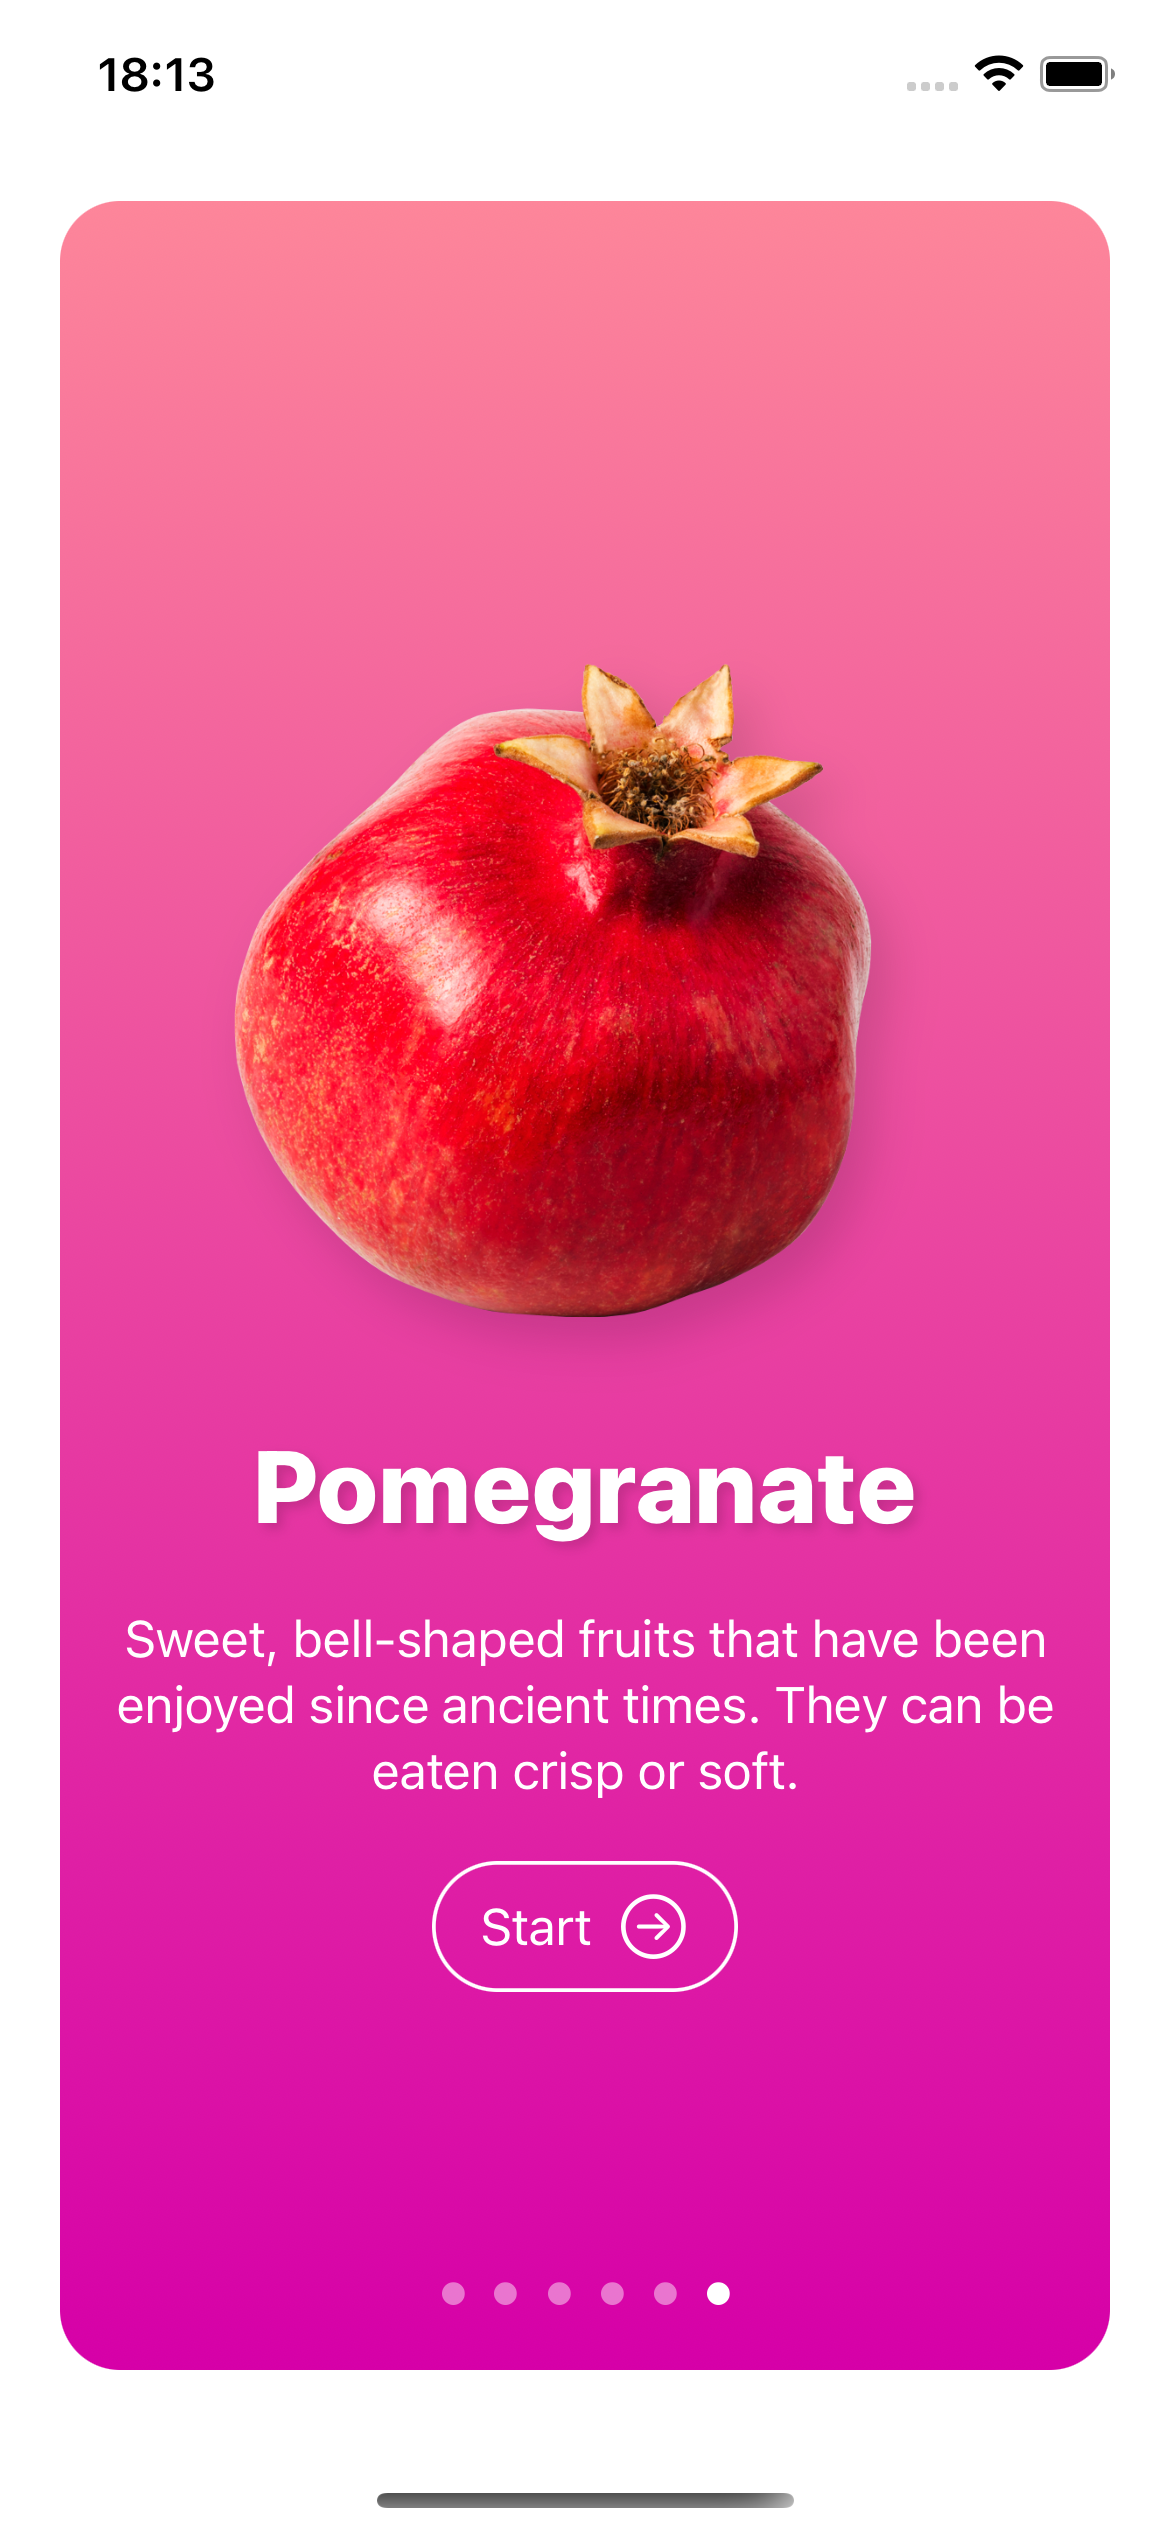 18:13
Pomegranate
Sweet, bell-shaped fruits that have been
enjoyed since ancient times. They can be
eaten crisp or soft.
Start